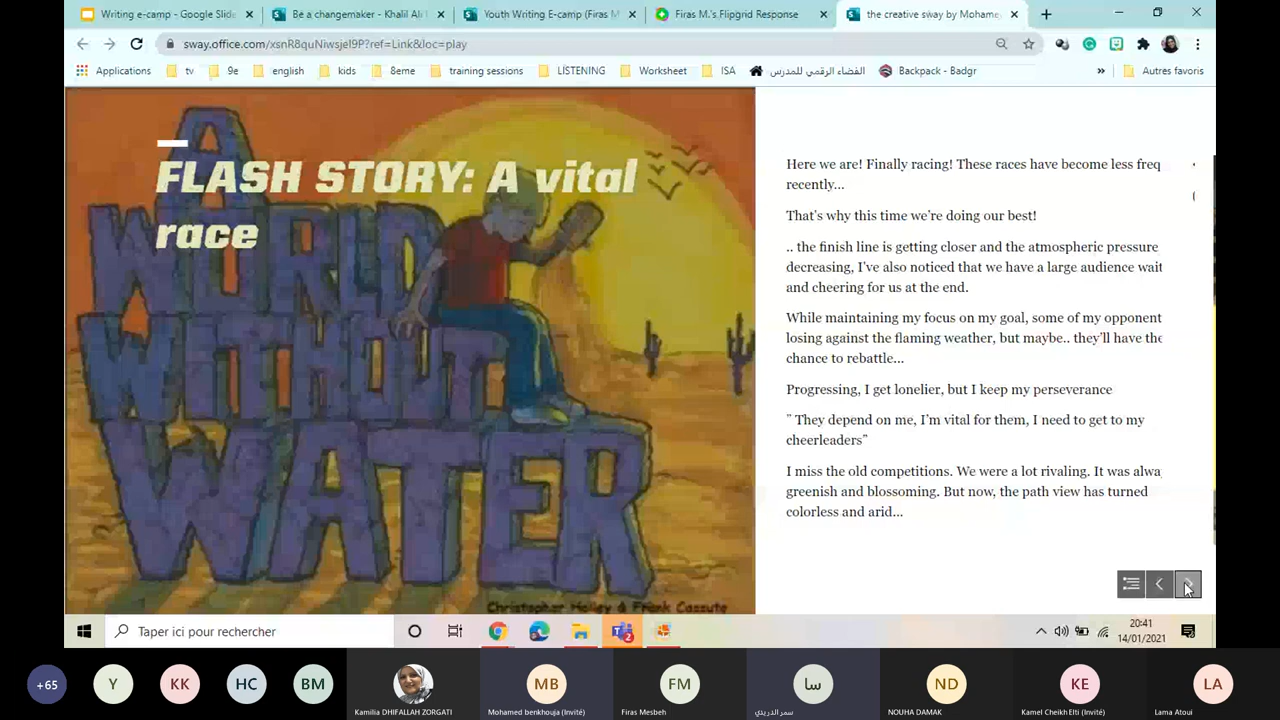 Writing e-camp - Google Slide
Be a changemaker - Khalil Ali
Youth Writing E-camp (Firas M
Firas M.'s Flipgrid Response
the creative sway by Mohame
sway.office.com/xsnR8quNiwsjel9P?ref=Link&loc=play
Applications
tv
9e
english
kids
8eme
training sessions
LİSTENING
Worksheet
ISA
الفضاء الرقمي للمدرس
Backpack - Badgr
»
Autres favoris
A
WORLD
WITHOUT
WATER
FLASH STORY: A vital
race
Christopher Holley & Frank Cassute
Here we are! Finally racing! These races have become less freq
recently...
That's why this time we're doing our best!
.. the finish line is getting closer and the atmospheric pressure
decreasing, I've also noticed that we have a large audience wait
and cheering for us at the end.
While maintaining my focus on my goal, some of my opponent
losing against the flaming weather, but maybe.. they'll have the
chance to rebattle...
Progressing, I get lonelier, but I keep my perseverance
" They depend on me, I'm vital for them, I need to get to my
cheerleaders"
I miss the old competitions. We were a lot rivaling. It was alwa
greenish and blossoming. But now, the path view has turned
colorless and arid...
Taper ici pour rechercher
2
20:41
14/01/2021
+65
Y
KK
HC
BM
Kamilia DHIFALLAH ZORGATI
MB
Mohamed benkhouja (Invité)
FM
Firas Mesbeh
سا
سمر الدريدي
ND
NOUHA DAMAK
KE
Kamel Cheikh Elti (Invité)
LA
Lama Atoui